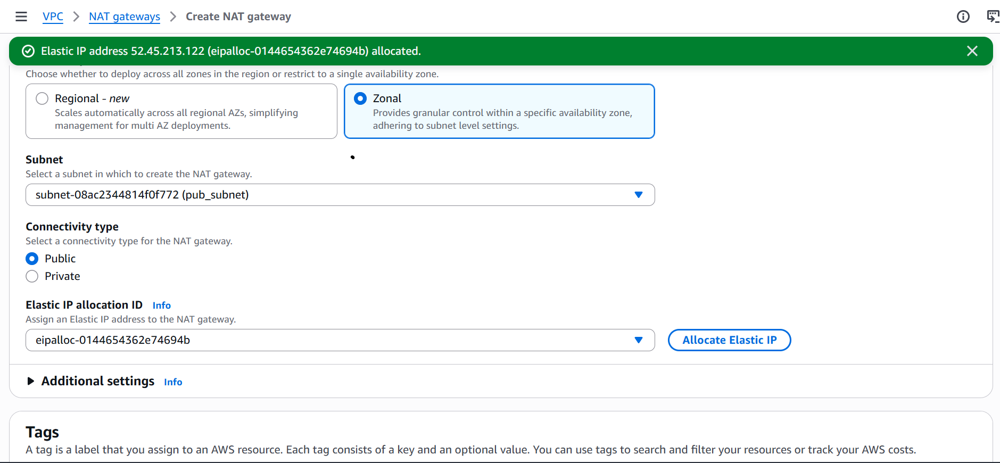 VPC > NAT gateways > Create NAT gateway
Elastic IP address 52.45.213.122 (eipalloc-0144654362e74694b) allocated.
Choose whether to deploy across all zones in the region or restrict to a single availability zone.
Regional - new
Scales automatically across all regional AZs, simplifying
management for multi AZ deployments.
Zonal
Provides granular control within a specific availability zone,
adhering to subnet level settings.
Subnet
Select a subnet in which to create the NAT gateway.
subnet-08ac2344814f0f772 (pub_subnet)
Connectivity type
Select a connectivity type for the NAT gateway.
Public
Private
Elastic IP allocation ID Info
Assign an Elastic IP address to the NAT gateway.
eipalloc-0144654362e74694b
Allocate Elastic IP
Additional settings Info
Tags
A tag is a label that you assign to an AWS resource. Each tag consists of a key and an optional value. You can use tags to search and filter your resources or track your AWS costs.